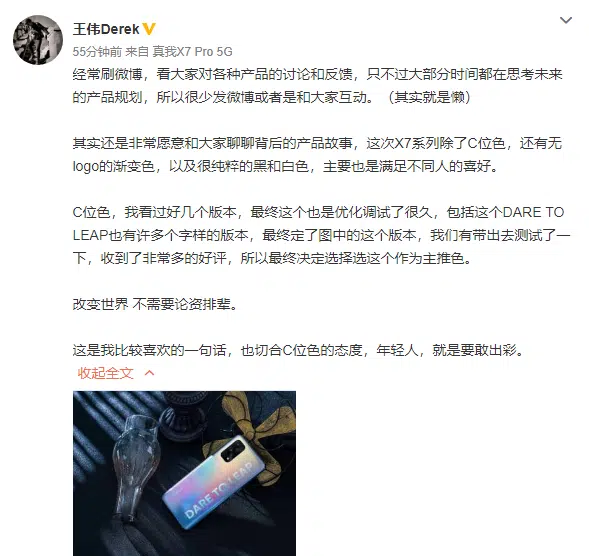 王伟Derek
55分钟前 来自 真我X7 Pro 5G
经常刷微博，看大家对各种产品的讨论和反馈，只不过大部分时间都在思考未来
的产品规划，所以很少发微博或者是和大家互动。（其实就是懒）
其实还是非常愿意和大家聊聊背后的产品故事，这次X7系列除了C位色，还有无
logo的渐变色，以及很纯粹的黑和白色，主要也是满足不同人的喜好。
C位色，我看过好几个版本，最终这个也是优化调试了很久，包括这个DARE TO
LEAP也有许多个字样的版本，最终定了图中的这个版本，我们有带出去测试了一
下，收到了非常多的好评，所以最终决定选择选这个作为主推色。
改变世界 不需要论资排辈。
这是我比较喜欢的一句话，也切合C位色的态度，年轻人，就是要敢出彩。
收起全文
DARE TO LEAP